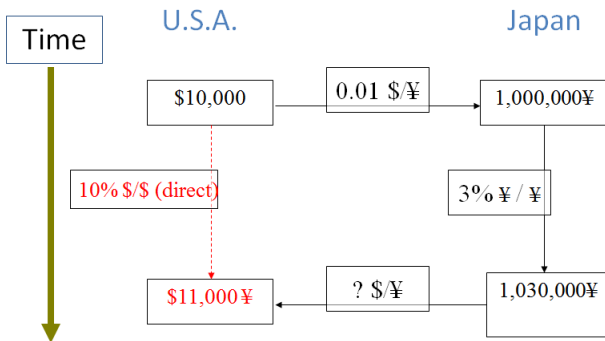 U.S.A.
Japan
Time
$10,000
0.01 $/¥
1,000,000¥
10% $/$ (direct)
3% ¥ / ¥
$11,000 ¥
? $/¥
1,030,000¥